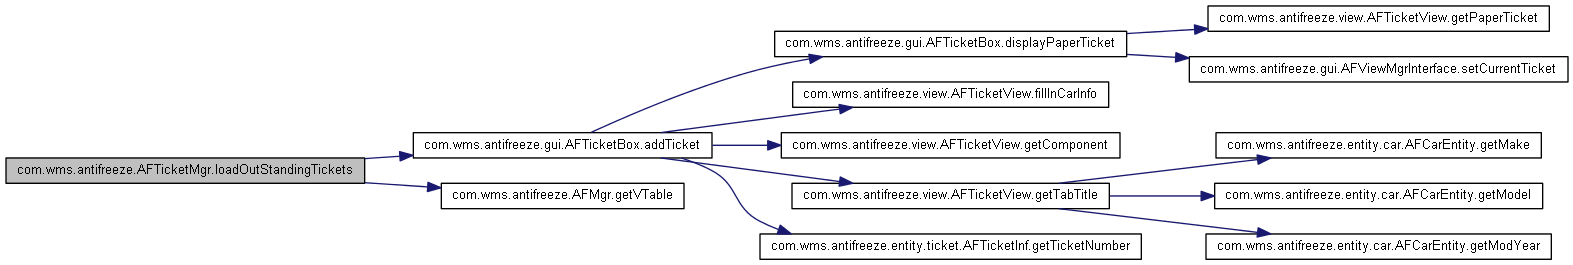 com.wms.antifreeze.AFTicketMgr.loadOutStandingTickets
com.wms.antifreeze.gui.AFTicketBox.addTicket
com.wms.antifreeze.AFMgr.getVTable
com.wms.antifreeze.gui.AFTicketBox.displayPaperTicket
com.wms.antifreeze.view.AFTicketView.fillInCarInfo
com.wms.antifreeze.view.AFTicketView.getComponent
com.wms.antifreeze.view.AFTicketView.getTabTitle
com.wms.antifreeze.entity.ticket.AFTicketInf.getTicketNumber
com.wms.antifreeze.view.AFTicketView.getPaperTicket
com.wms.antifreeze.gui.AFViewMgrInterface.setCurrentTicket
com.wms.antifreeze.entity.car.AFCarEntity.getMake
com.wms.antifreeze.entity.car.AFCarEntity.getModel
com.wms.antifreeze.entity.car.AFCarEntity.getModYear